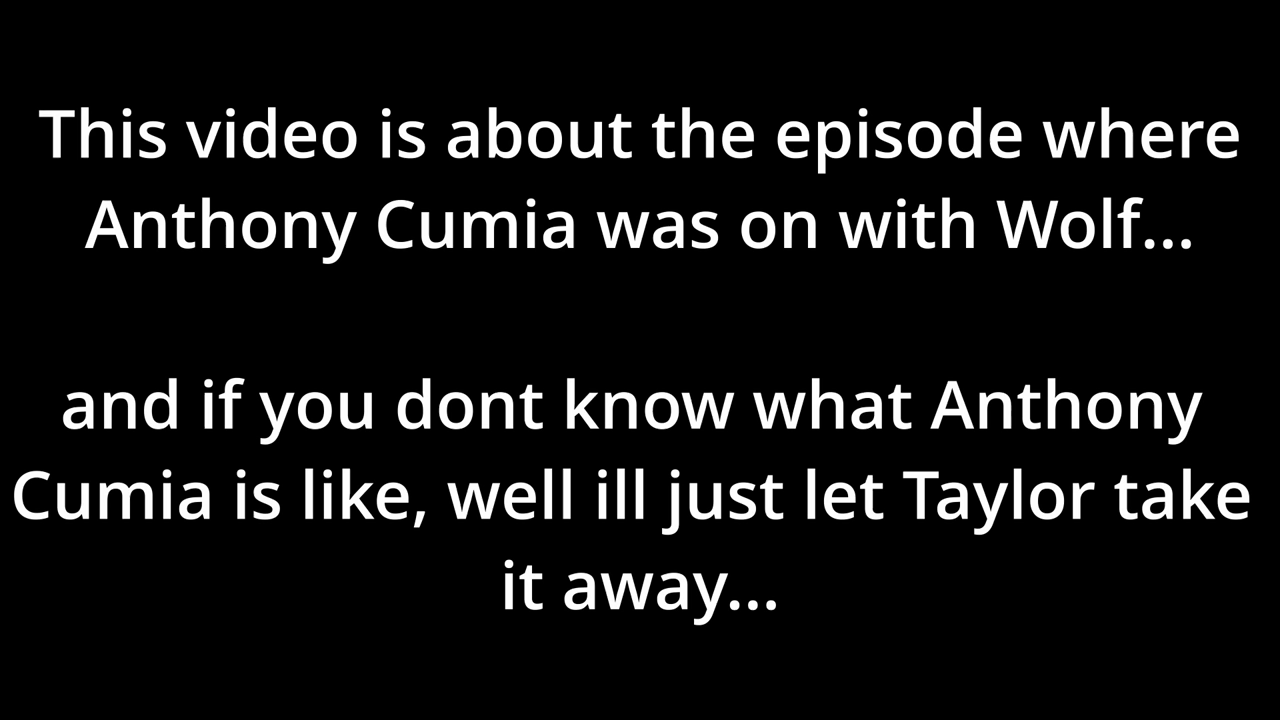 This video is about the episode where
Anthony Cumia was on with Wolf...
and if you dont know what Anthony
Cumia is like, well ill just let Taylor take
it away...